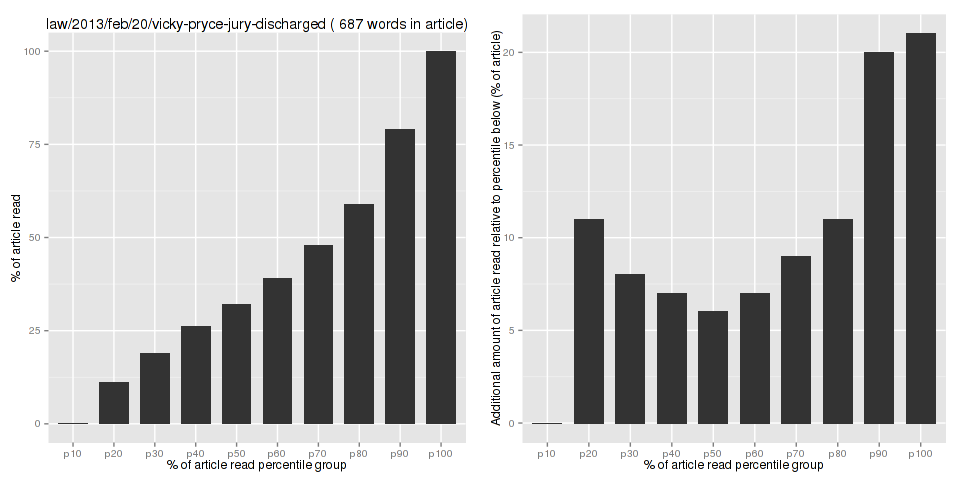 law/2013/feb/20/vicky-pryce-jury-discharged ( 687 words in article)
% of article read
100
75
50
25
0
p10 p20 p30 p40 p50 p60 p70 p80 p90 p100
% of article read percentile group
Additional amount of article read relative to percentile below (% of article)
20
15
10
5
0
p10 p20 p30 p40 p50 p60 p70 p80 p90 p100
% of article read percentile group